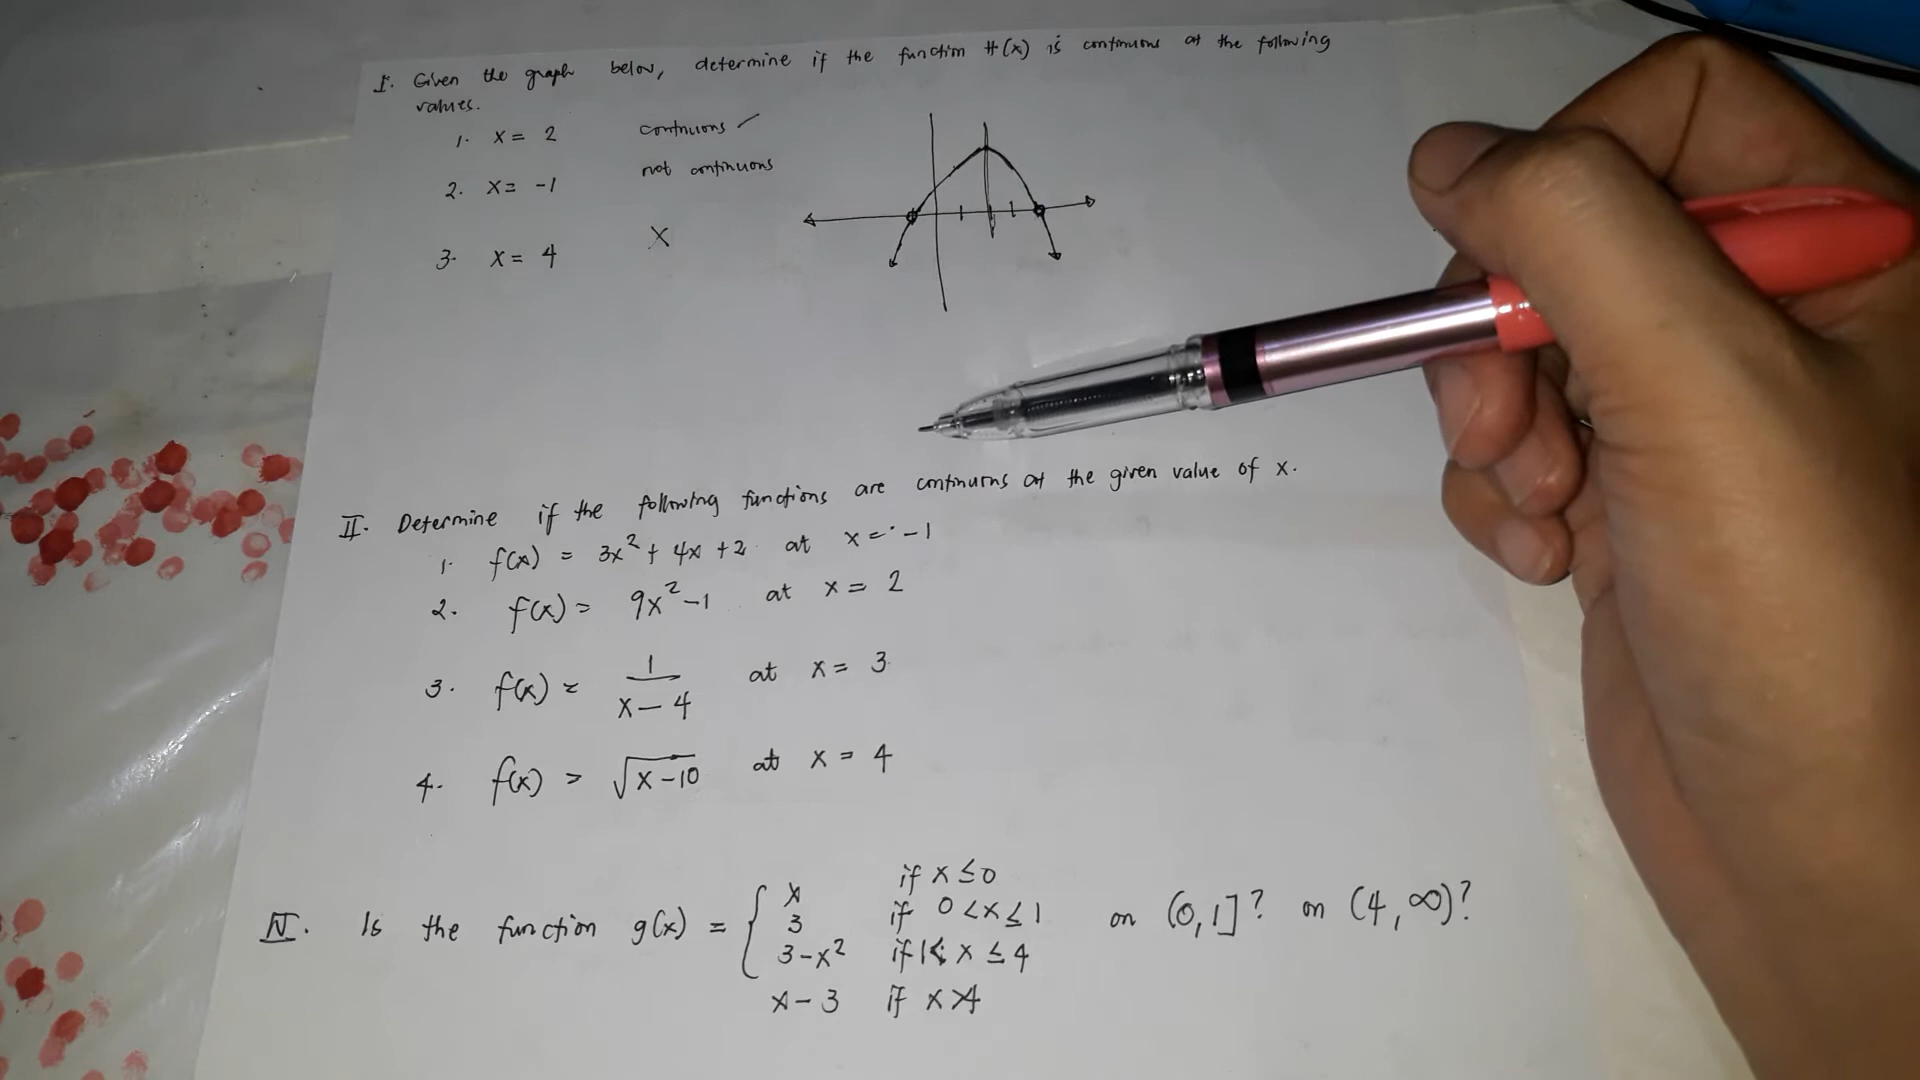 I. Given the graph below, determine if the function H(x) is continuous at the following
values.
1. x = 2 continuous ✓
2. x = -1 not continuous
3. x = 4 X
II. Determine if the following functions are continuous at the given value of x.
1. f(x) = 3x² + 4x + 2 at x = -1
2. f(x) = 9x² - 1 at x = 2
3. f(x) = 1/(x - 4) at x = 3
4. f(x) = √(x - 10) at x = 4
IV. Is the function g(x) = { x if x ≤ 0
3 if 0 < x ≤ 1 on (0, 1]? on (4, ∞)?
3 - x² if 1 < x ≤ 4
x - 3 if x > 4